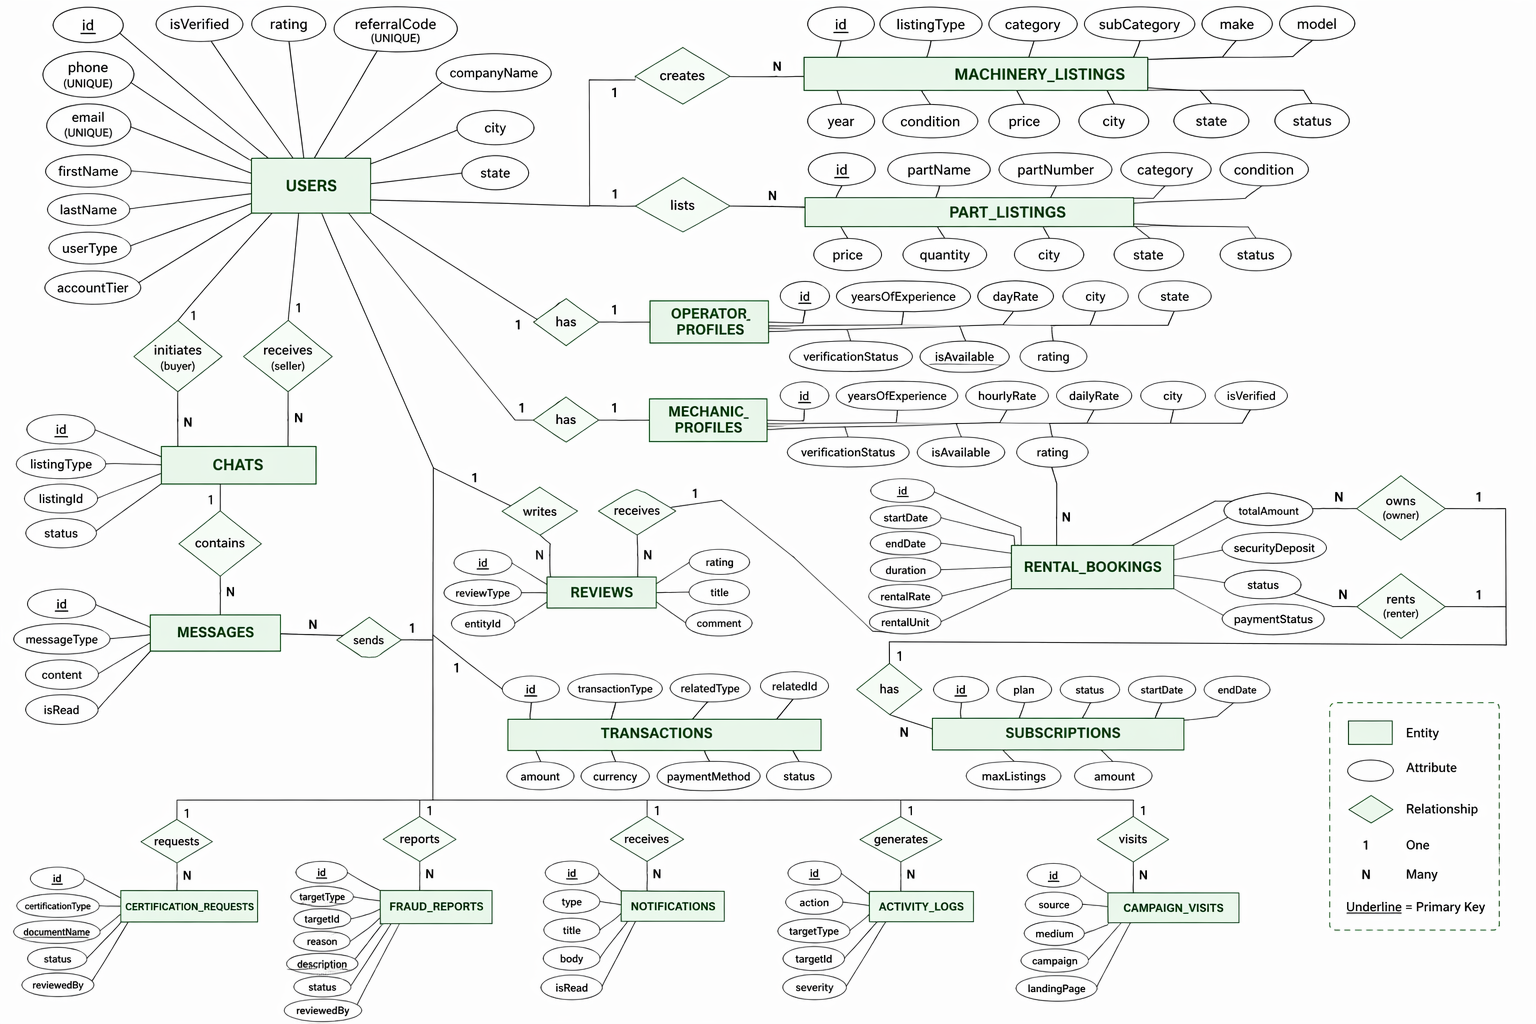 id
isVerified
rating
referralCode
(UNIQUE)
phone
(UNIQUE)
companyName
email
(UNIQUE)
city
firstName
state
lastName
userType
accountTier
USERS
creates
1
N
id
listingType
category
subCategory
make
model
MACHINERY_LISTINGS
year
condition
price
city
state
status
lists
1
N
id
partName
partNumber
category
condition
PART_LISTINGS
price
quantity
city
state
status
1
has
1
OPERATOR_
PROFILES
id
yearsOfExperience
dayRate
city
state
verificationStatus
isAvailable
rating
1
has
1
MECHANIC_
PROFILES
id
yearsOfExperience
hourlyRate
dailyRate
city
isVerified
verificationStatus
isAvailable
rating
1
initiates
(buyer)
N
1
receives
(seller)
N
id
listingType
listingId
status
CHATS
1
contains
N
id
messageType
content
isRead
MESSAGES
N
sends
1
1
writes
N
receives
1
N
id
reviewType
entityId
REVIEWS
rating
title
comment
N
id
startDate
endDate
duration
rentalRate
rentalUnit
RENTAL_BOOKINGS
totalAmount
securityDeposit
status
paymentStatus
N
owns
(owner)
1
N
rents
(renter)
1
1
id
transactionType
relatedType
relatedId
TRANSACTIONS
amount
currency
paymentMethod
status
1
has
N
id
plan
status
startDate
endDate
SUBSCRIPTIONS
maxListings
amount
1
requests
N
id
certificationType
documentName
status
reviewedBy
CERTIFICATION_REQUESTS
1
reports
N
id
targetType
targetId
reason
description
status
reviewedBy
FRAUD_REPORTS
1
receives
N
id
type
title
body
isRead
NOTIFICATIONS
1
generates
N
id
action
targetType
targetId
severity
ACTIVITY_LOGS
1
visits
N
id
source
medium
campaign
landingPage
CAMPAIGN_VISITS
Entity
Attribute
Relationship
1 One
N Many
Underline = Primary Key